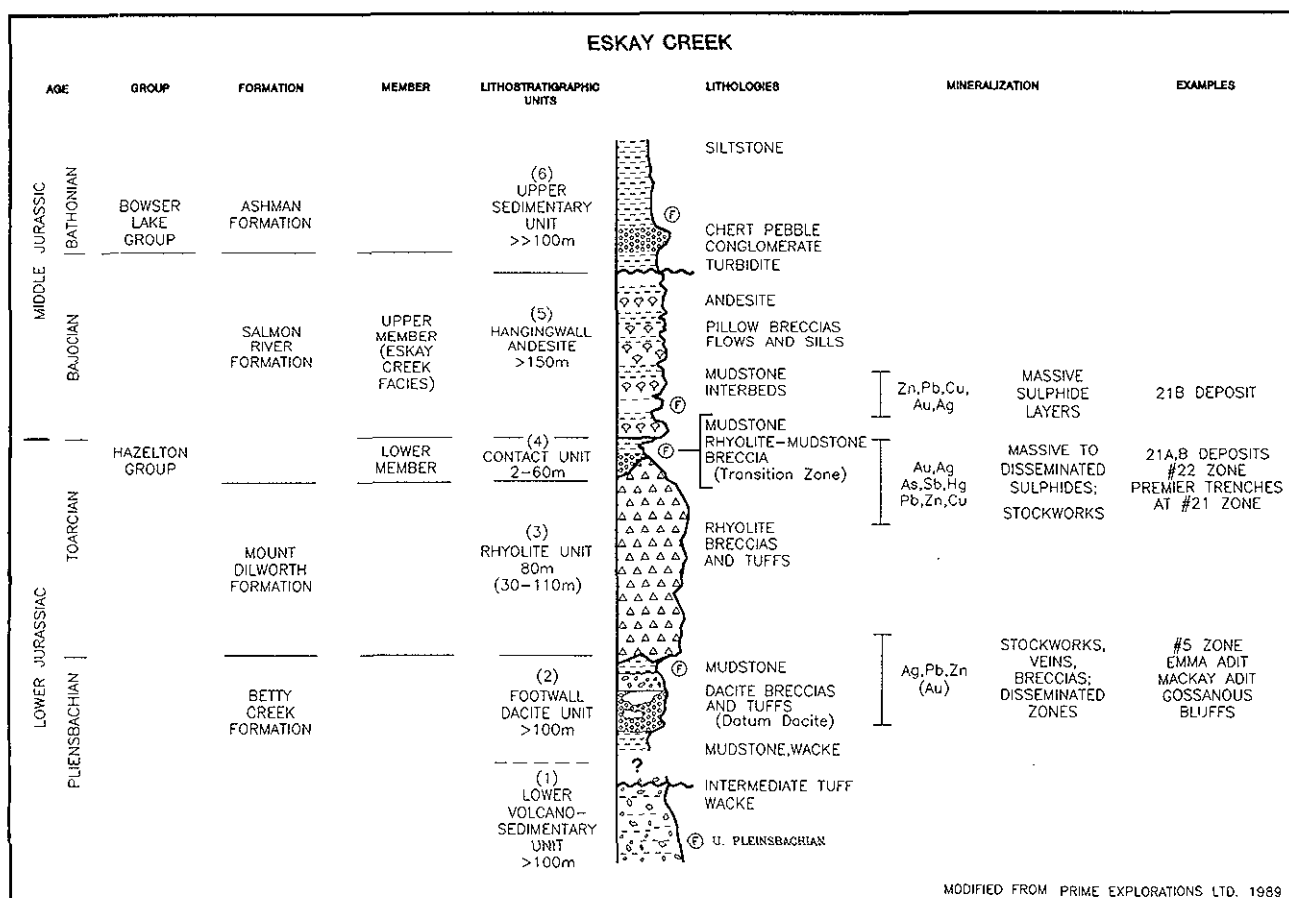 ESKAY CREEK
AGE
GROUP
FORMATION
MEMBER
LITHOSTRATIGRAPHIC
UNITS
LITHOLOGIES
MINERALIZATION
EXAMPLES
MIDDLE JURASSIC
BATHONIAN
BAJOCIAN
LOWER JURASSIAC
TOARCIAN
PLIENSBACHIAN
BOWSER
LAKE
GROUP
HAZELTON
GROUP
ASHMAN
FORMATION
SALMON
RIVER
FORMATION
MOUNT
DILWORTH
FORMATION
BETTY
CREEK
FORMATION
UPPER
MEMBER
(ESKAY
CREEK
FACIES)
LOWER
MEMBER
(6)
UPPER
SEDIMENTARY
UNIT
>>100m
(5)
HANGINGWALL
ANDESITE
>150m
(4)
CONTACT UNIT
2-60m
(3)
RHYOLITE UNIT
80m
(30-110m)
(2)
FOOTWALL
DACITE UNIT
>100m
(1)
LOWER
VOLCANO-
SEDIMENTARY
UNIT
>100m
F
F
F
F
?
F U. PLEINSBACHIAN
SILTSTONE
CHERT PEBBLE
CONGLOMERATE
TURBIDITE
ANDESITE
PILLOW BRECCIAS
FLOWS AND SILLS
MUDSTONE
INTERBEDS
MUDSTONE
RHYOLITE-MUDSTONE
BRECCIA
(Transition Zone)
RHYOLITE
BRECCIAS
AND TUFFS
MUDSTONE
DACITE BRECCIAS
AND TUFFS
(Datum Dacite)
MUDSTONE,WACKE
INTERMEDIATE TUFF
WACKE
Zn,Pb,Cu,
Au,Ag
MASSIVE
SULPHIDE
LAYERS
21B DEPOSIT
Au,Ag
As,Sb,Hg
Pb,Zn,Cu
MASSIVE TO
DISSEMINATED
SULPHIDES;
STOCKWORKS
21A,B DEPOSITS
#22 ZONE
PREMIER TRENCHES
AT #21 ZONE
Ag,Pb,Zn
(Au)
STOCKWORKS,
VEINS,
BRECCIAS;
DISSEMINATED
ZONES
#5 ZONE
EMMA ADIT
MACKAY ADIT
GOSSANOUS
BLUFFS
MODIFIED FROM PRIME EXPLORATIONS LTD. 1989